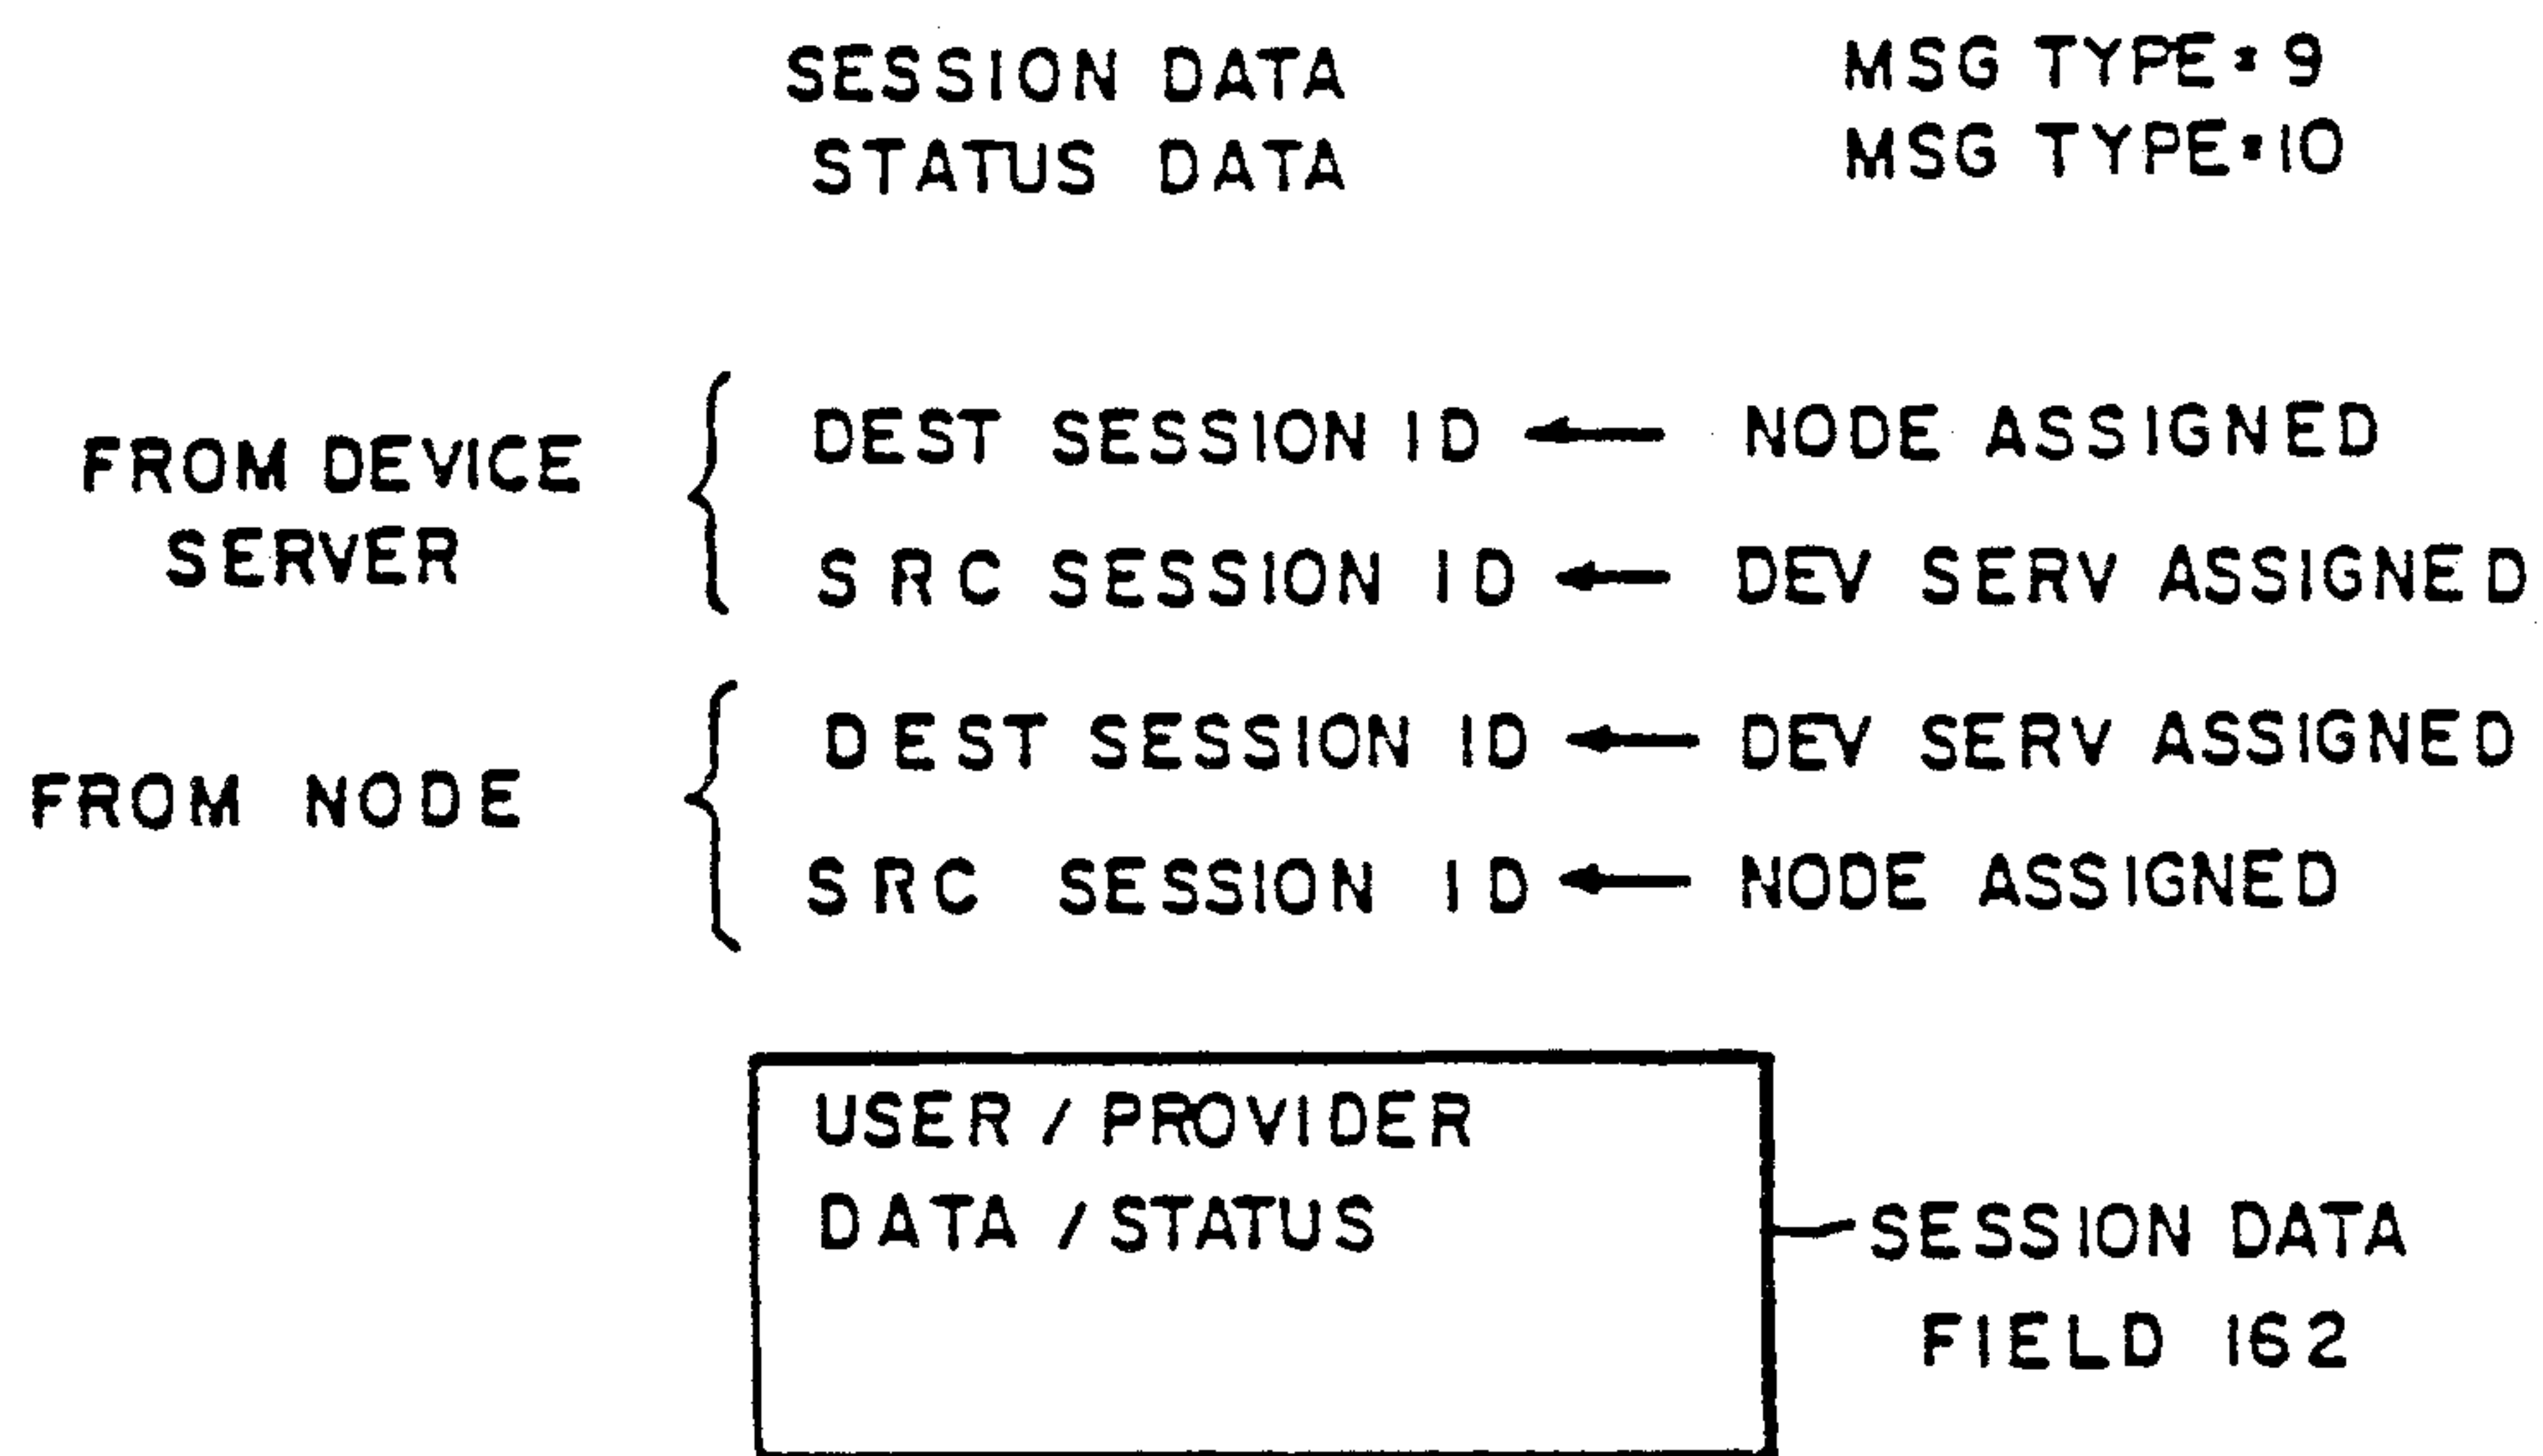 SESSION DATA MSG TYPE=9
STATUS DATA MSG TYPE=10
FROM DEVICE
SERVER
DEST SESSION ID NODE ASSIGNED
SRC SESSION ID DEV SERV ASSIGNED
FROM NODE
DEST SESSION ID DEV SERV ASSIGNED
SRC SESSION ID NODE ASSIGNED
USER / PROVIDER
DATA / STATUS
SESSION DATA
FIELD 162